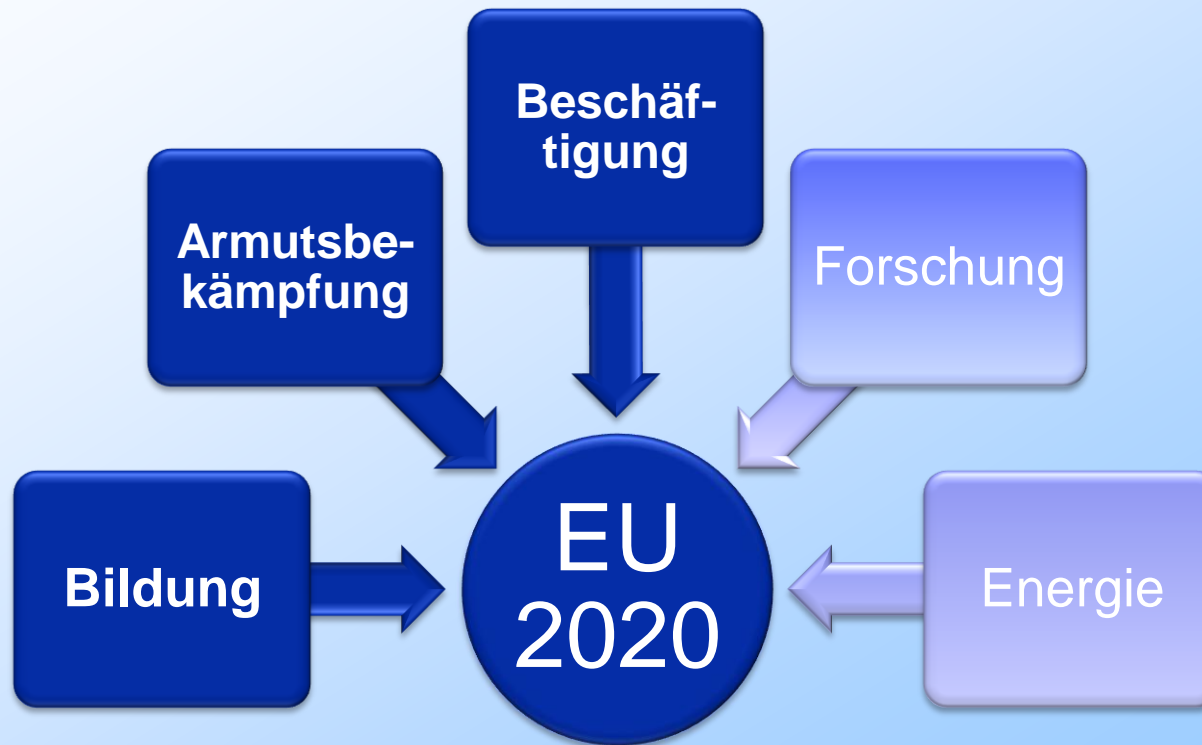 Beschäf-
tigung
Armutsbe-
kämpfung
Forschung
Bildung
EU
2020
Energie